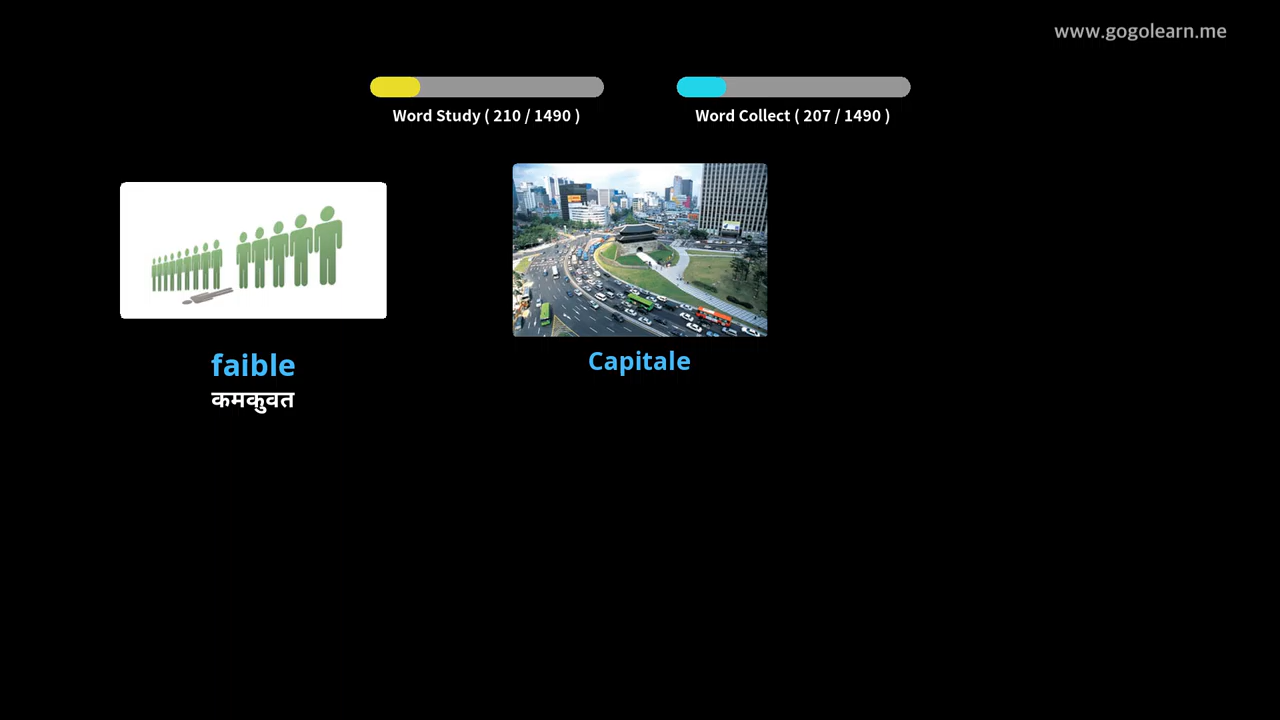 www.gogolearn.me
Word Study ( 210 / 1490 )
Word Collect ( 207 / 1490 )
faible
कमकुवत
Capitale